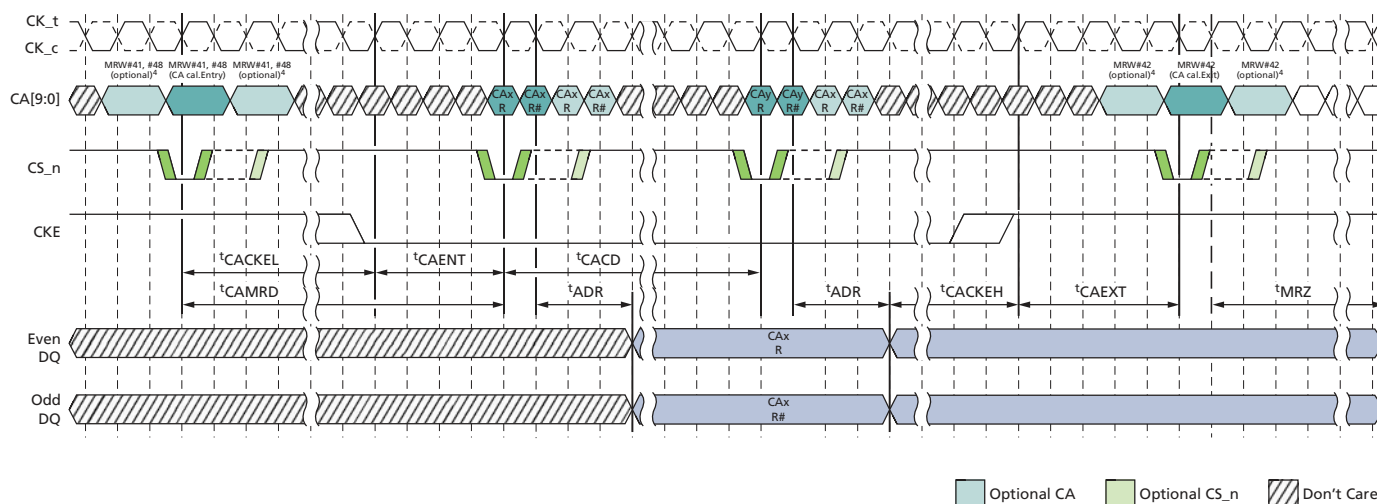 CK_t
CK_c
MRW#41, #48 (optional)4
MRW#41, #48 (CA cal.Entry)
MRW#41, #48 (optional)4
MRW#42 (optional)4
MRW#42 (CA cal.Exit)
MRW#42 (optional)4
CA[9:0]
CAx R
CAx R#
CAx R
CAx R#
CAy R
CAy R#
CAx R
CAx R#
CS_n
CKE
tCACKEL
tCAENT
tCACD
tCAMRD
tADR
tADR
tCACKEH
tCAEXT
tMRZ
Even DQ
CAx R
Odd DQ
CAx R#
Optional CA
Optional CS_n
Don't Care